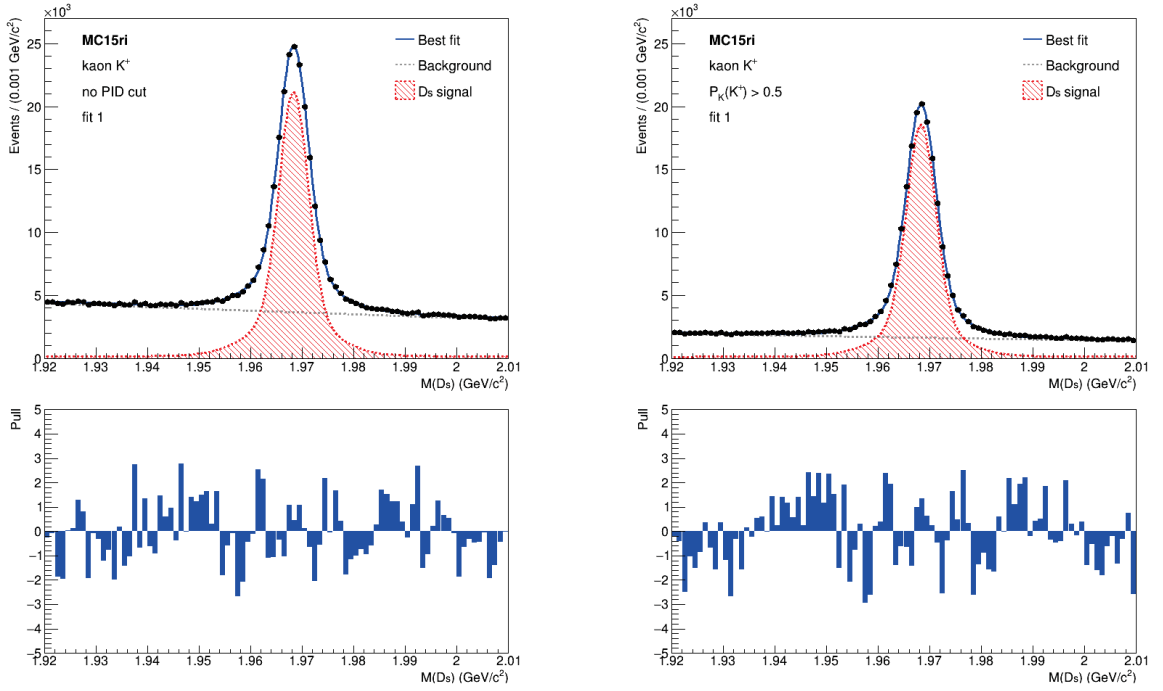 ×10³
Events / (0.001 GeV/c²)
25
20
15
10
5
0
MC15ri
kaon K⁺
no PID cut
fit 1
Best fit
Background
Ds signal
1.92 1.93 1.94 1.95 1.96 1.97 1.98 1.99 2 2.01
M(Ds) (GeV/c²)
Pull
5
4
3
2
1
0
−1
−2
−3
−4
−5
1.92 1.93 1.94 1.95 1.96 1.97 1.98 1.99 2 2.01
M(Ds) (GeV/c²)
×10³
Events / (0.001 GeV/c²)
25
20
15
10
5
0
MC15ri
kaon K⁺
P_K(K⁺) > 0.5
fit 1
Best fit
Background
Ds signal
1.92 1.93 1.94 1.95 1.96 1.97 1.98 1.99 2 2.01
M(Ds) (GeV/c²)
Pull
5
4
3
2
1
0
−1
−2
−3
−4
−5
1.92 1.93 1.94 1.95 1.96 1.97 1.98 1.99 2 2.01
M(Ds) (GeV/c²)